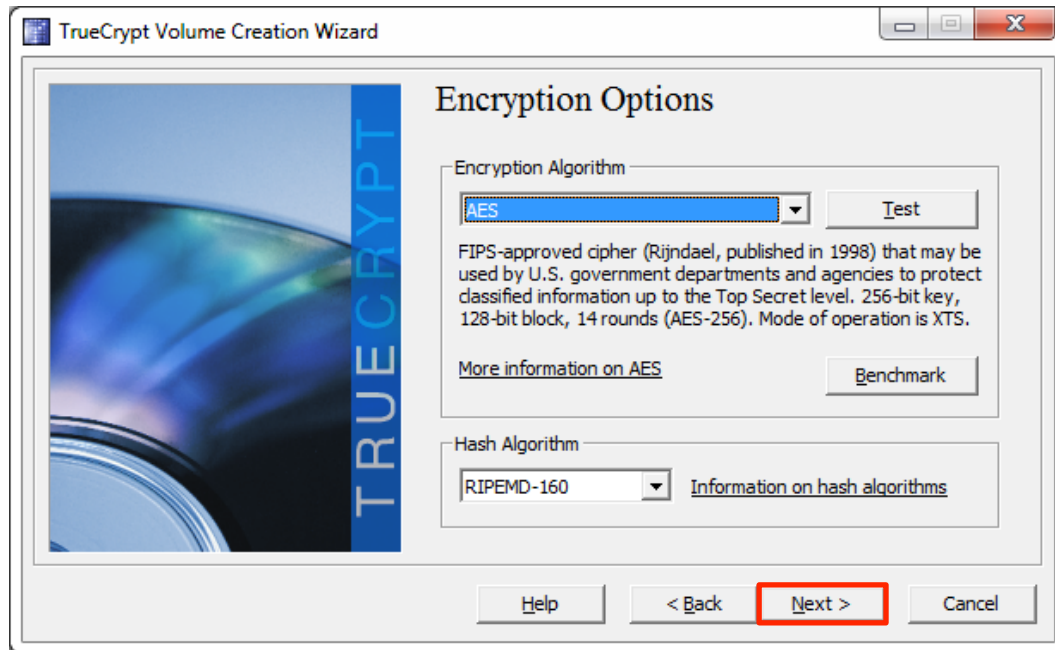 TrueCrypt Volume Creation Wizard
TRUECRYPT
Encryption Options
Encryption Algorithm
AES
Test
FIPS-approved cipher (Rijndael, published in 1998) that may be
used by U.S. government departments and agencies to protect
classified information up to the Top Secret level. 256-bit key,
128-bit block, 14 rounds (AES-256). Mode of operation is XTS.
More information on AES
Benchmark
Hash Algorithm
RIPEMD-160
Information on hash algorithms
Help
< Back
Next >
Cancel